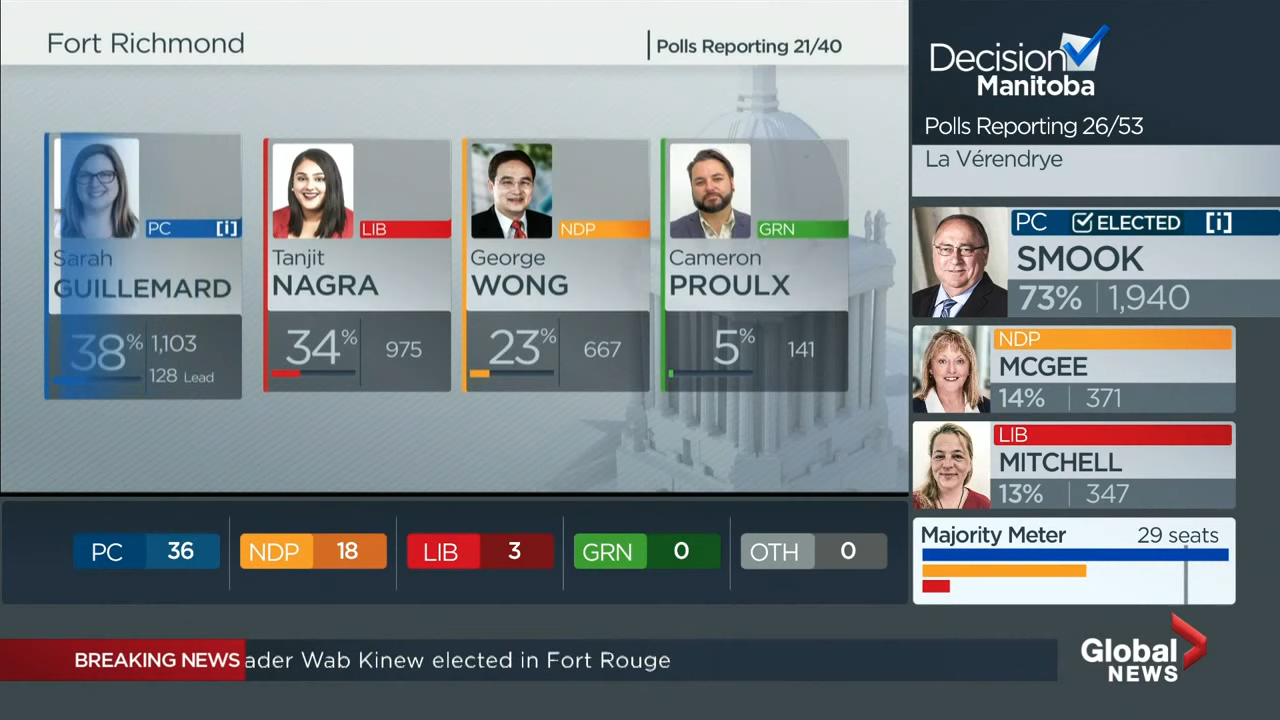 Fort Richmond
Polls Reporting 21/40
PC [i]
Sarah
GUILLEMARD
38% 1,103
128 Lead
LIB
Tanjit
NAGRA
34% 975
NDP
George
WONG
23% 667
GRN
Cameron
PROULX
5% 141
PC 36
NDP 18
LIB 3
GRN 0
OTH 0
Decision
Manitoba
Polls Reporting 26/53
La Vérendrye
PC ELECTED [i]
SMOOK
73% 1,940
NDP
MCGEE
14% 371
LIB
MITCHELL
13% 347
Majority Meter 29 seats
BREAKING NEWS ader Wab Kinew elected in Fort Rouge
Global
NEWS